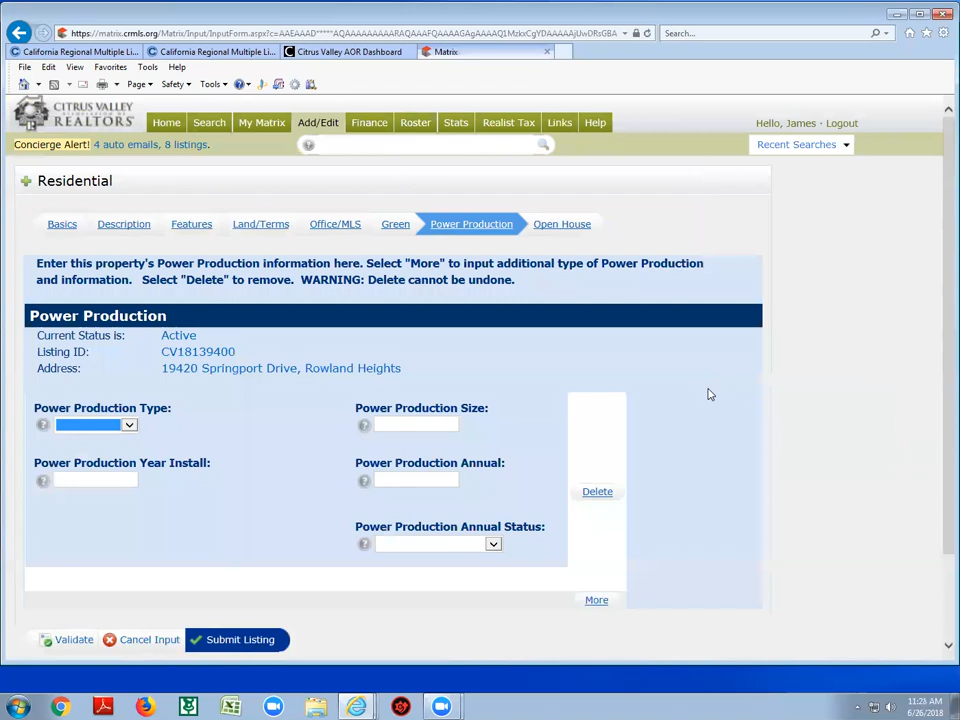 https://matrix.crmls.org/Matrix/Input/InputForm.aspx?c=AAEAAAD
Search...
California Regional Multiple Li...
California Regional Multiple Li...
Citrus Valley AOR Dashboard
Matrix
File Edit View Favorites Tools Help
Page Safety Tools
CITRUS VALLEY
REALTORS
Home Search My Matrix Add/Edit Finance Roster Stats Realist Tax Links Help
Hello, James · Logout
Concierge Alert! 4 auto emails, 8 listings.
Recent Searches
Residential
Basics Description Features Land/Terms Office/MLS Green Power Production Open House
Enter this property's Power Production information here. Select "More" to input additional type of Power Production
and information. Select "Delete" to remove. WARNING: Delete cannot be undone.
Power Production
Current Status is: Active
Listing ID: CV18139400
Address: 19420 Springport Drive, Rowland Heights
Power Production Type: Power Production Size:
Power Production Year Install: Power Production Annual:
Delete
Power Production Annual Status:
More
Validate Cancel Input Submit Listing
6/26/2018